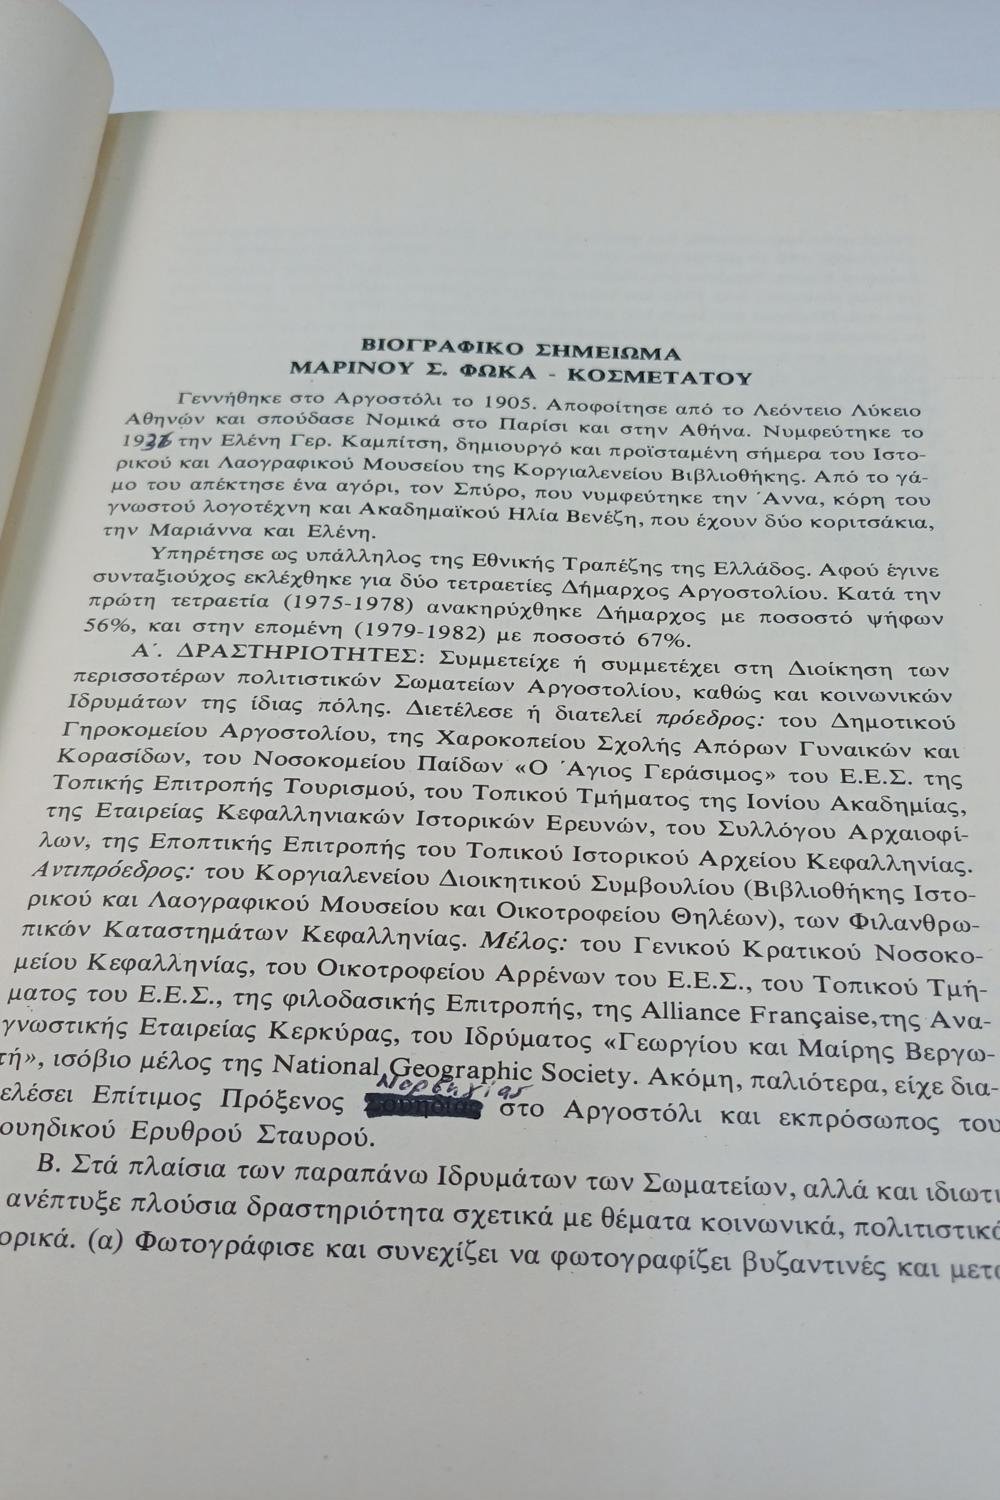 ΒΙΟΓΡΑΦΙΚΟ ΣΗΜΕΙΩΜΑ
ΜΑΡΙΝΟΥ Σ. ΦΩΚΑ - ΚΟΣΜΕΤΑΤΟΥ
Γεννήθηκε στο Αργοστόλι το 1905. Αποφοίτησε από το Λεόντειο Λύκειο
Αθηνών και σπούδασε Νομικά στο Παρίσι και στην Αθήνα. Νυμφεύτηκε το
την Ελένη Γερ. Καμπίτση, δημιουργό και προϊσταμένη σήμερα του Ιστο-
ρικού και Λαογραφικού Μουσείου της Κοργιαλενείου Βιβλιοθήκης. Από το γά-
μο του απέκτησε ένα αγόρι, τον Σπύρο, που νυμφεύτηκε την ΄Αννα, κόρη του
γνωστού λογοτέχνη και Ακαδημαϊκού Ηλία Βενέζη, που έχουν δύο κοριτσάκια,
την Μαριάννα και Ελένη.
Υπηρέτησε ως υπάλληλος της Εθνικής Τραπέζης της Ελλάδος. Αφού έγινε
συνταξιούχος εκλέχθηκε για δύο τετραετίες Δήμαρχος Αργοστολίου. Κατά την
πρώτη τετραετία (1975-1978) ανακηρύχθηκε Δήμαρχος με ποσοστό ψήφων
56%, και στην επομένη (1979-1982) με ποσοστό 67%.
Α΄. ΔΡΑΣΤΗΡΙΟΤΗΤΕΣ: Συμμετείχε ή συμμετέχει στη Διοίκηση των
περισσοτέρων πολιτιστικών Σωματείων Αργοστολίου, καθώς και κοινωνικών
Ιδρυμάτων της ίδιας πόλης. Διετέλεσε ή διατελεί πρόεδρος: του Δημοτικού
Γηροκομείου Αργοστολίου, της Χαροκοπείου Σχολής Απόρων Γυναικών και
Κορασίδων, του Νοσοκομείου Παίδων «Ο ΄Αγιος Γεράσιμος» του Ε.Ε.Σ. της
Τοπικής Επιτροπής Τουρισμού, του Τοπικού Τμήματος της Ιονίου Ακαδημίας,
της Εταιρείας Κεφαλληνιακών Ιστορικών Ερευνών, του Συλλόγου Αρχαιοφί-
λων, της Εποπτικής Επιτροπής του Τοπικού Ιστορικού Αρχείου Κεφαλληνίας.
Αντιπρόεδρος: του Κοργιαλενείου Διοικητικού Συμβουλίου (Βιβλιοθήκης Ιστο-
ρικού και Λαογραφικού Μουσείου και Οικοτροφείου Θηλέων), των Φιλανθρω-
πικών Καταστημάτων Κεφαλληνίας. Μέλος: του Γενικού Κρατικού Νοσοκο-
μείου Κεφαλληνίας, του Οικοτροφείου Αρρένων του Ε.Ε.Σ., του Τοπικού Τμή-
ματος του Ε.Ε.Σ., της φιλοδασικής Επιτροπής, της Alliance Française,της Ανα-
γνωστικής Εταιρείας Κερκύρας, του Ιδρύματος «Γεωργίου και Μαίρης Βεργω-
τή», ισόβιο μέλος της National Geographic Society. Ακόμη, παλιότερα, είχε δια-
Νορβηγίας
ελέσει Επίτιμος Πρόξενος στο Αργοστόλι και εκπρόσωπος του
ουηδικού Ερυθρού Σταυρού.
Β. Στά πλαίσια των παραπάνω Ιδρυμάτων των Σωματείων, αλλά και ιδιωτι
ανέπτυξε πλούσια δραστηριότητα σχετικά με θέματα κοινωνικά, πολιτιστικά
ορικά. (α) Φωτογράφισε και συνεχίζει να φωτογραφίζει βυζαντινές και μετα